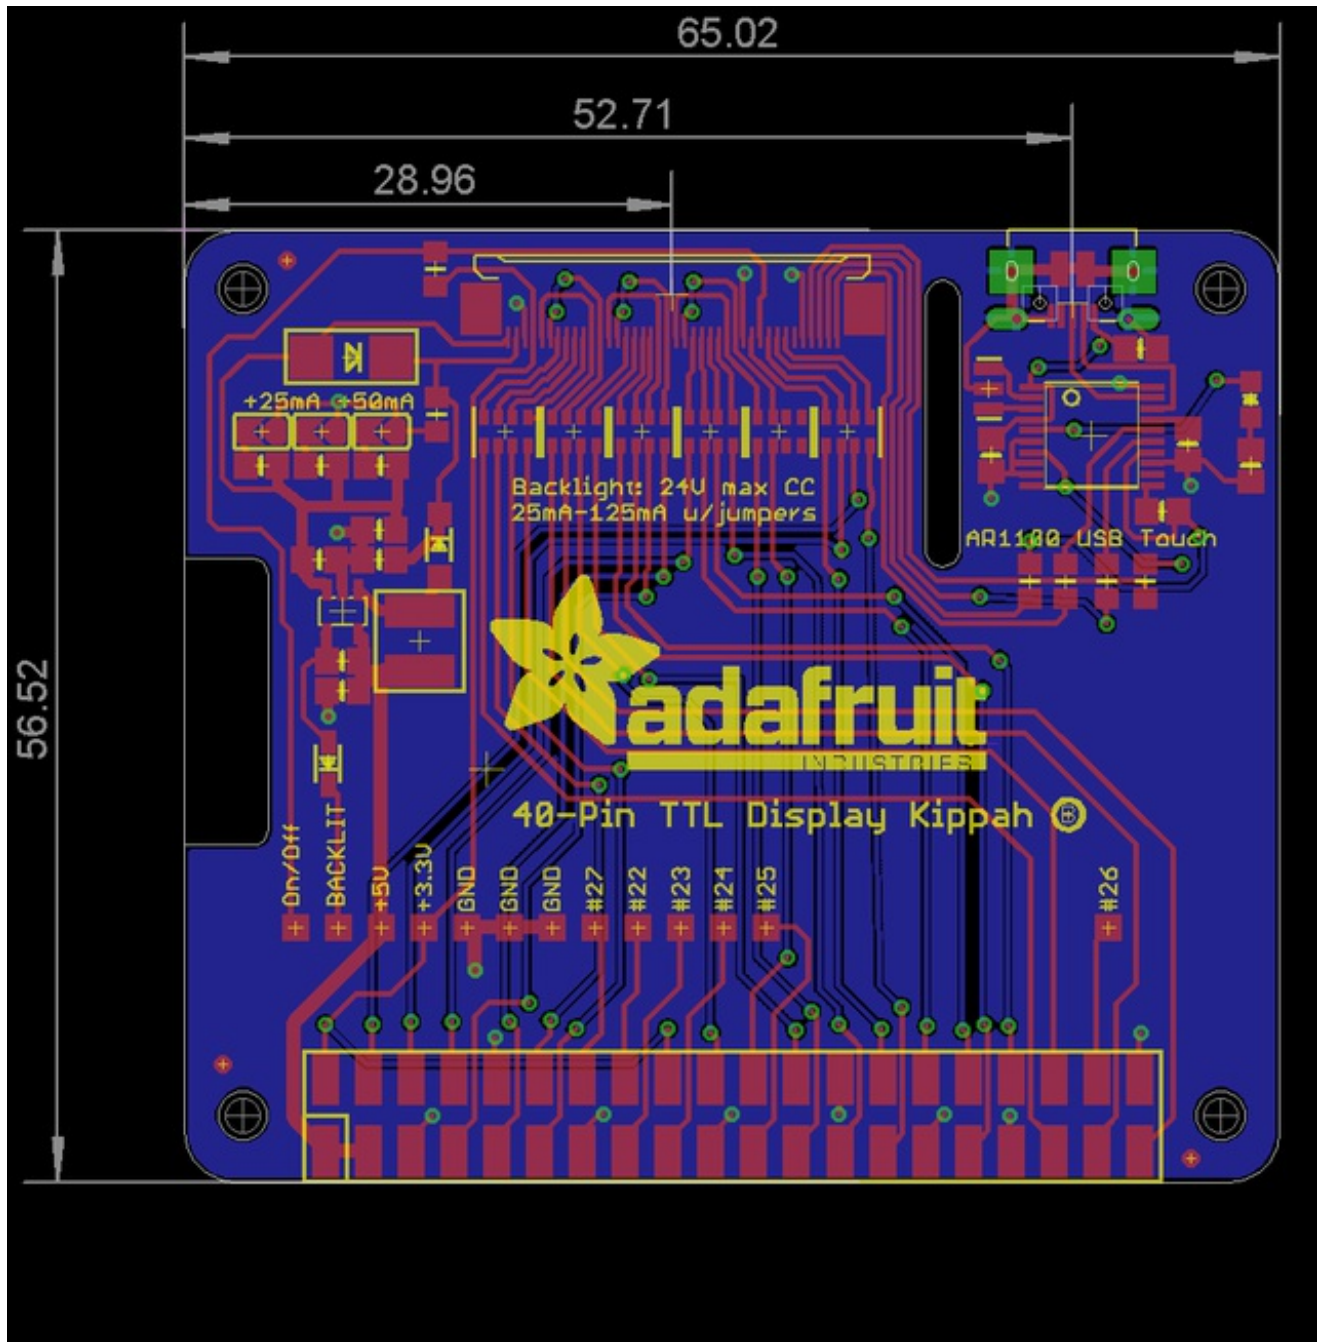 65.02
52.71
28.96
56.52
+25mA +50mA
Backlight: 24V max CC
25mA-125mA w/jumpers
AR1100 USB Touch
adafruit
INDUSTRIES
40-Pin TTL Display Kippah ®
On/Off
BACKLIT
+5V
+3.3V
GND
GND
GND
#27
#22
#23
#24
#25
#26